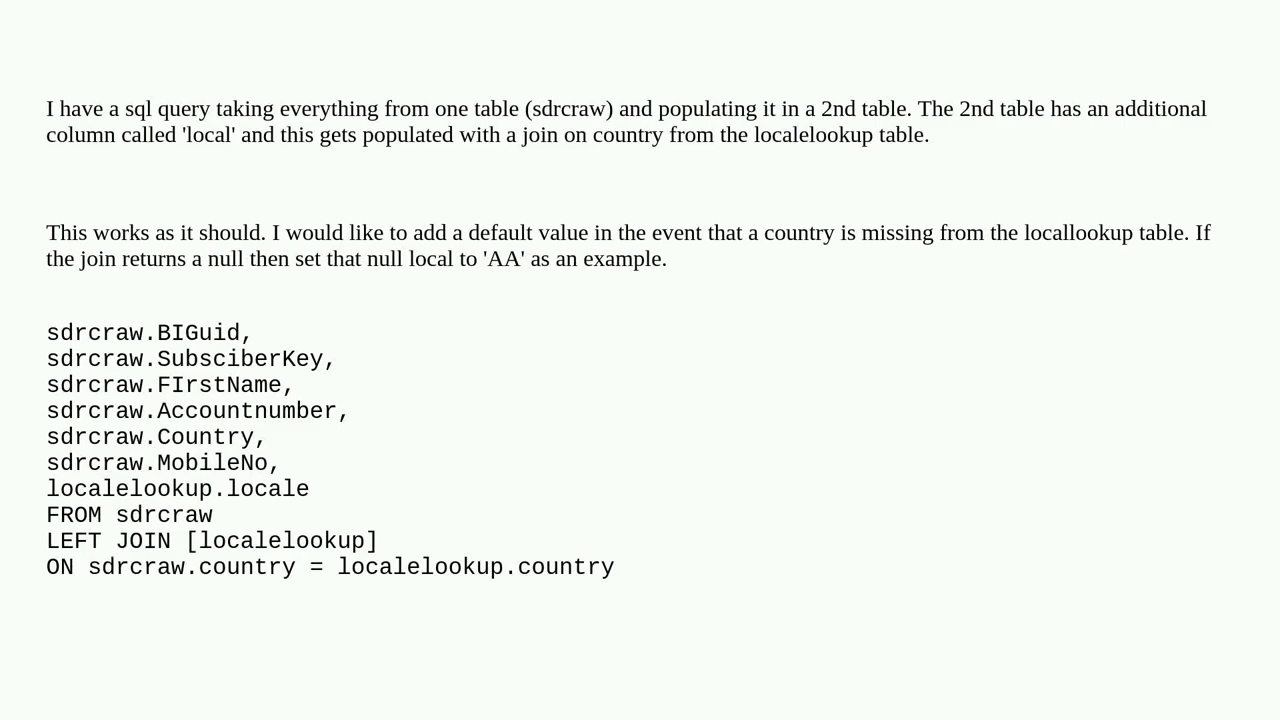 I have a sql query taking everything from one table (sdrcraw) and populating it in a 2nd table. The 2nd table has an additional
column called 'local' and this gets populated with a join on country from the localelookup table.
This works as it should. I would like to add a default value in the event that a country is missing from the locallookup table. If
the join returns a null then set that null local to 'AA' as an example.
sdrcraw.BIGuid,
sdrcraw.SubsciberKey,
sdrcraw.FIrstName,
sdrcraw.Accountnumber,
sdrcraw.Country,
sdrcraw.MobileNo,
localelookup.locale
FROM sdrcraw
LEFT JOIN [localelookup]
ON sdrcraw.country = localelookup.country